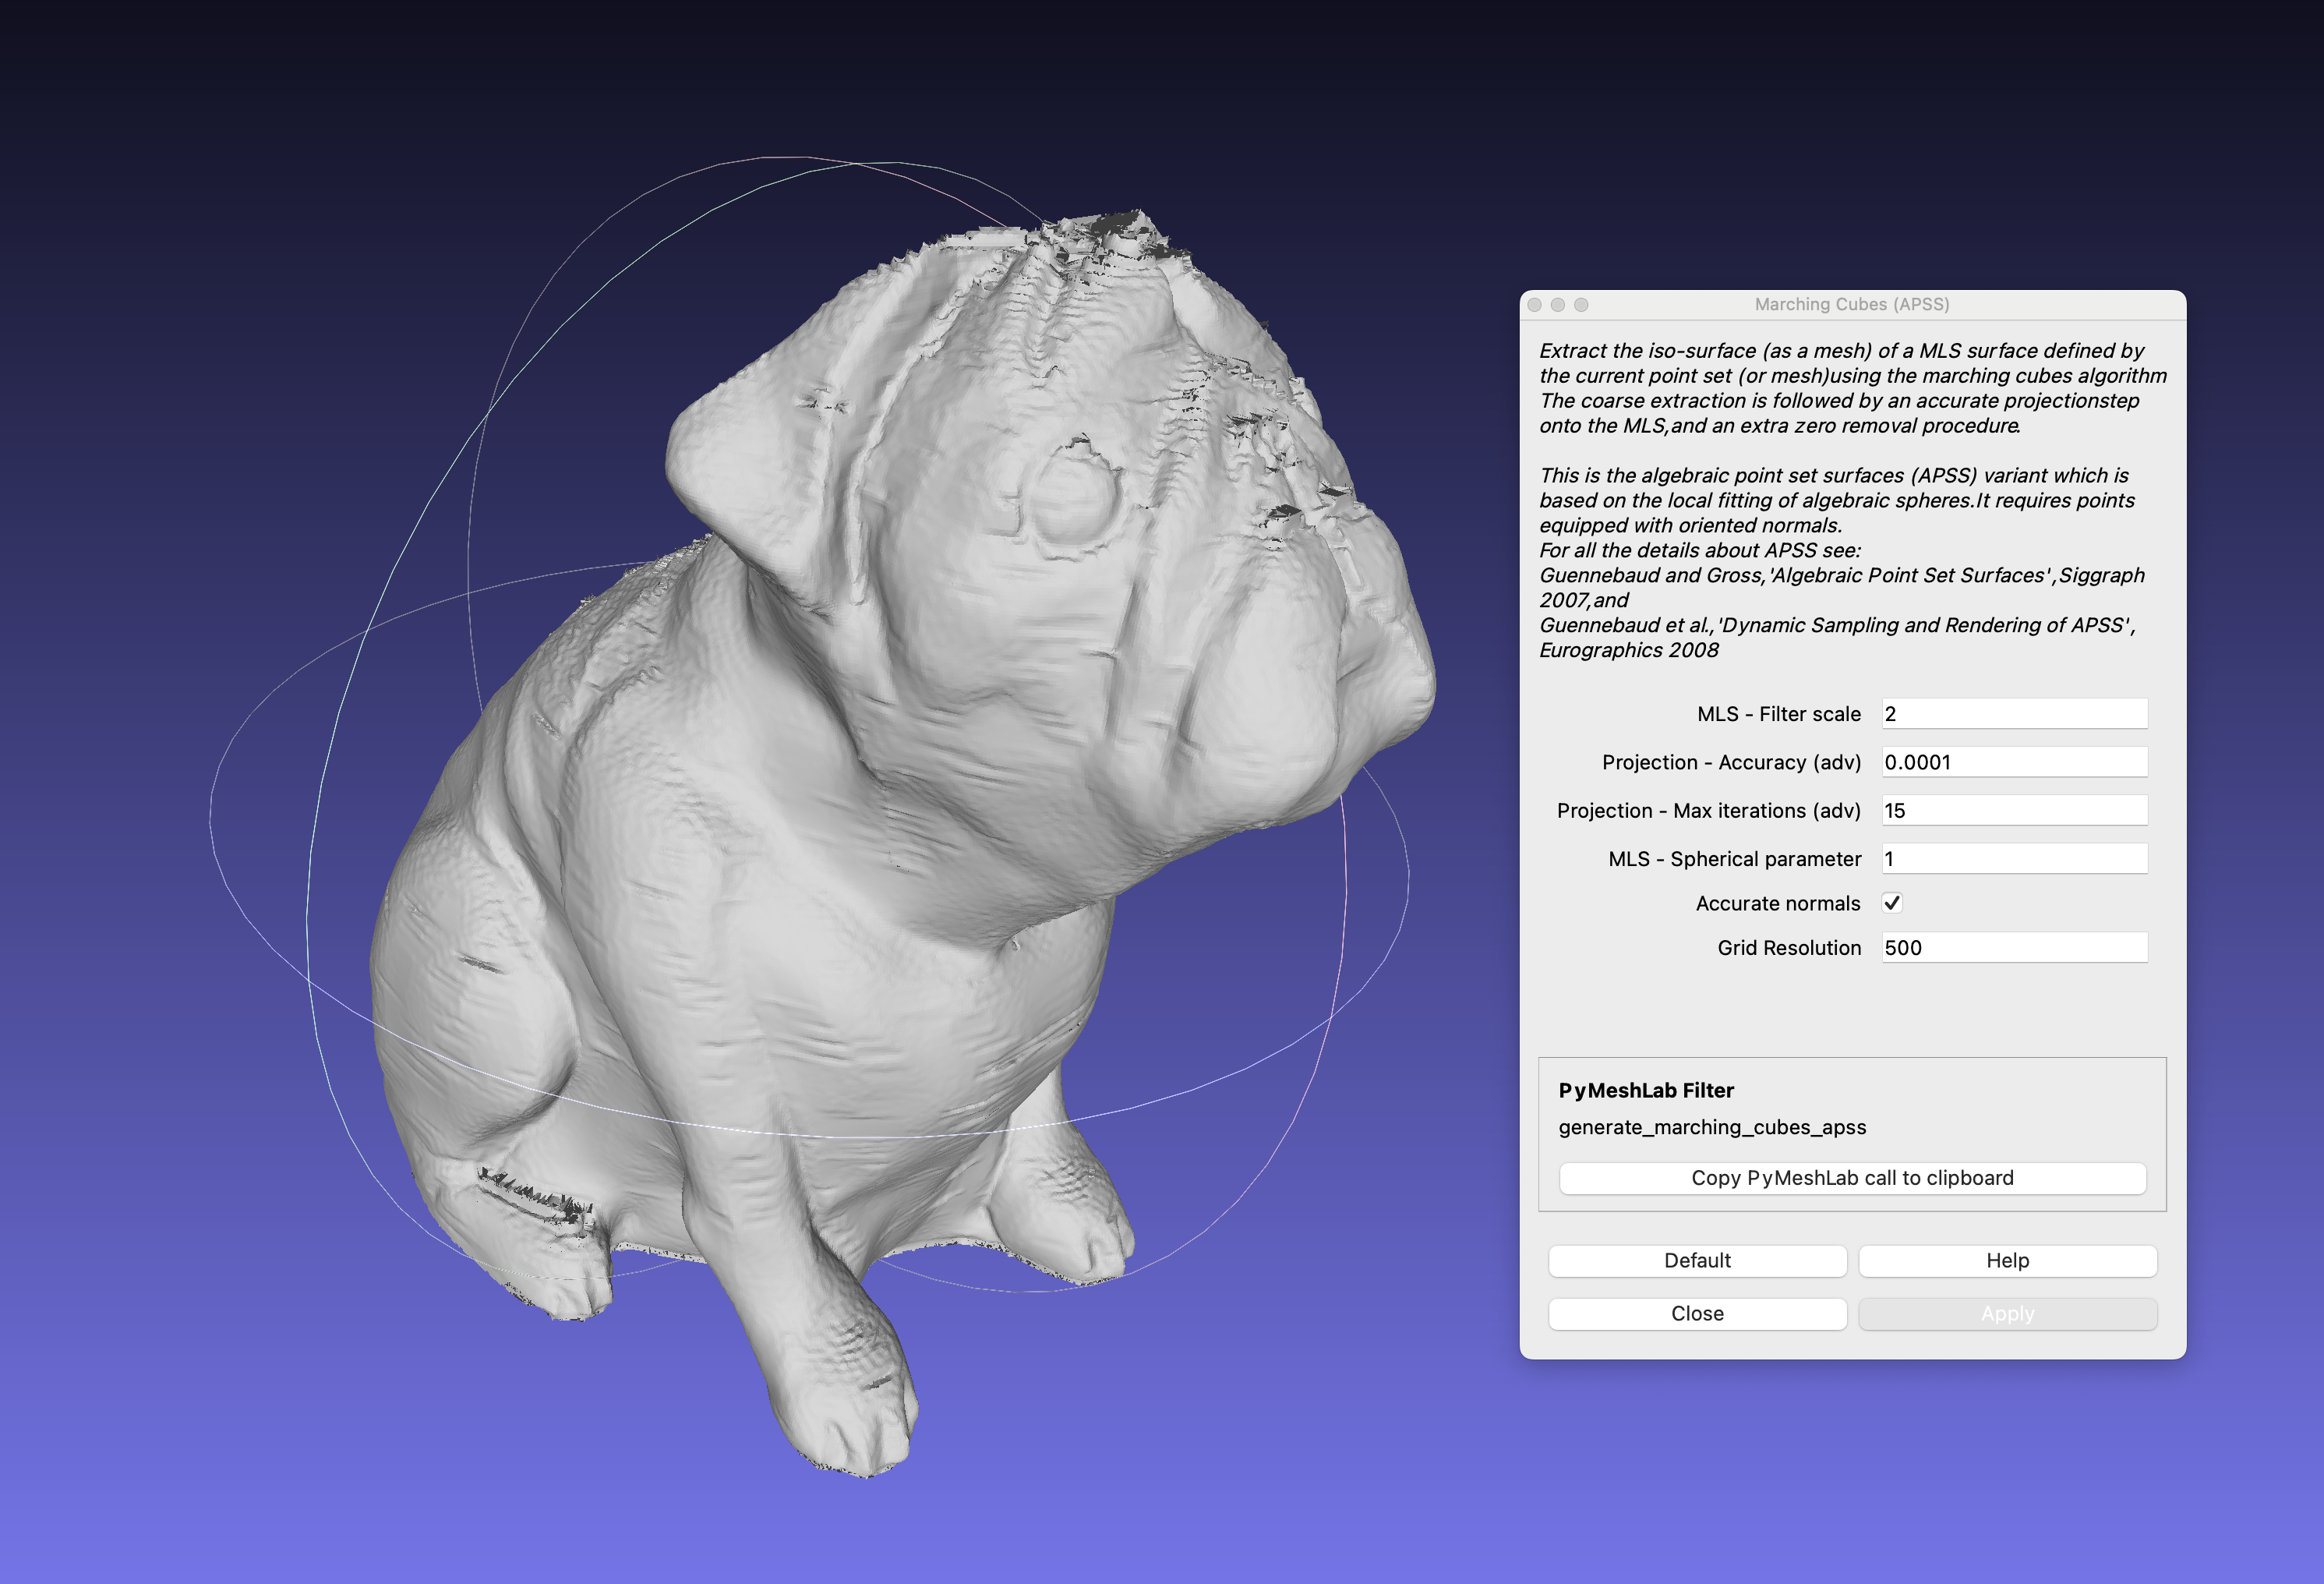 Marching Cubes (APSS)
Extract the iso-surface (as a mesh) of a MLS surface defined by
the current point set (or mesh)using the marching cubes algorithm
The coarse extraction is followed by an accurate projectionstep
onto the MLS,and an extra zero removal procedure.
This is the algebraic point set surfaces (APSS) variant which is
based on the local fitting of algebraic spheres.It requires points
equipped with oriented normals.
For all the details about APSS see:
Guennebaud and Gross,'Algebraic Point Set Surfaces',Siggraph
2007,and
Guennebaud et al.,'Dynamic Sampling and Rendering of APSS',
Eurographics 2008
MLS - Filter scale 2
Projection - Accuracy (adv) 0.0001
Projection - Max iterations (adv) 15
MLS - Spherical parameter 1
Accurate normals
Grid Resolution 500
PyMeshLab Filter
generate_marching_cubes_apss
Copy PyMeshLab call to clipboard
Default Help
Close Apply